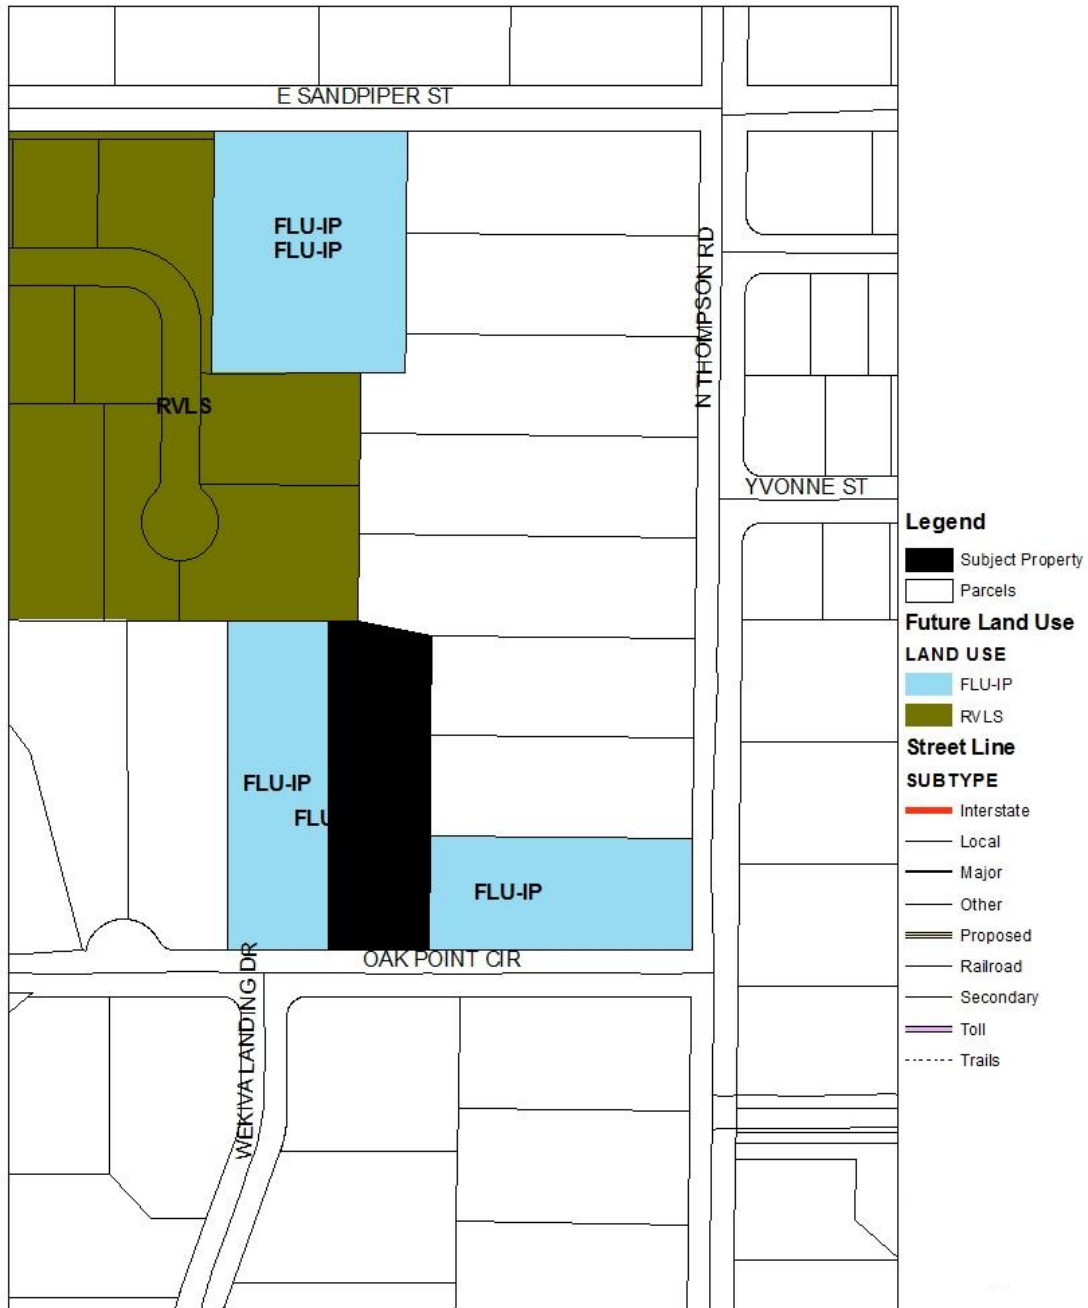 E SANDPIPER ST
FLU-IP
FLU-IP
N THOMPSON RD
RVLS
YVONNE ST
FLU-IP
FLU
FLU-IP
OAK POINT CIR
WEKIVA LANDING DR
Legend
Subject Property
Parcels
Future Land Use
LAND USE
FLU-IP
RVLS
Street Line
SUBTYPE
Interstate
Local
Major
Other
Proposed
Railroad
Secondary
Toll
Trails